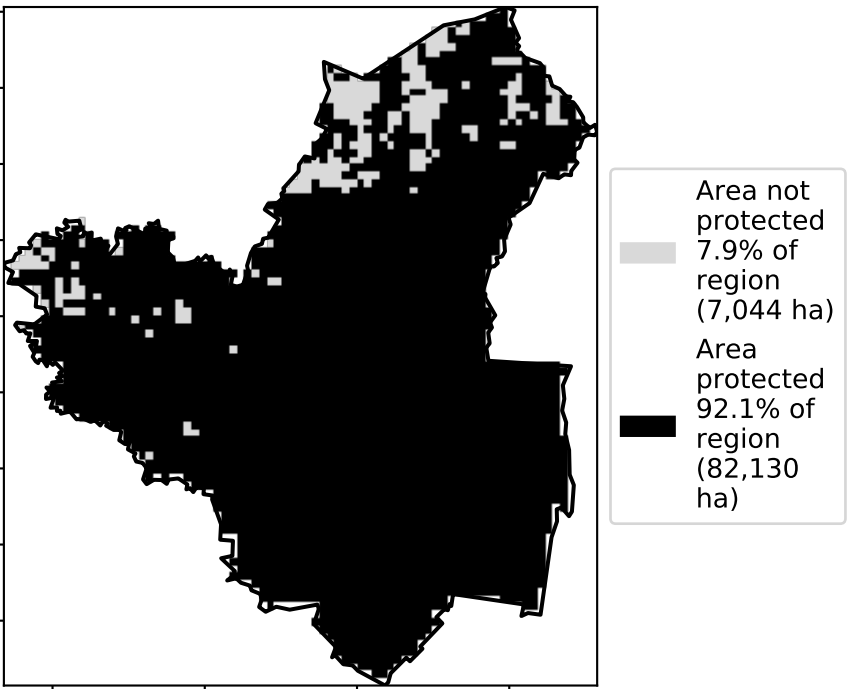 Area not
protected
7.9% of
region
(7,044 ha)
Area
protected
92.1% of
region
(82,130
ha)